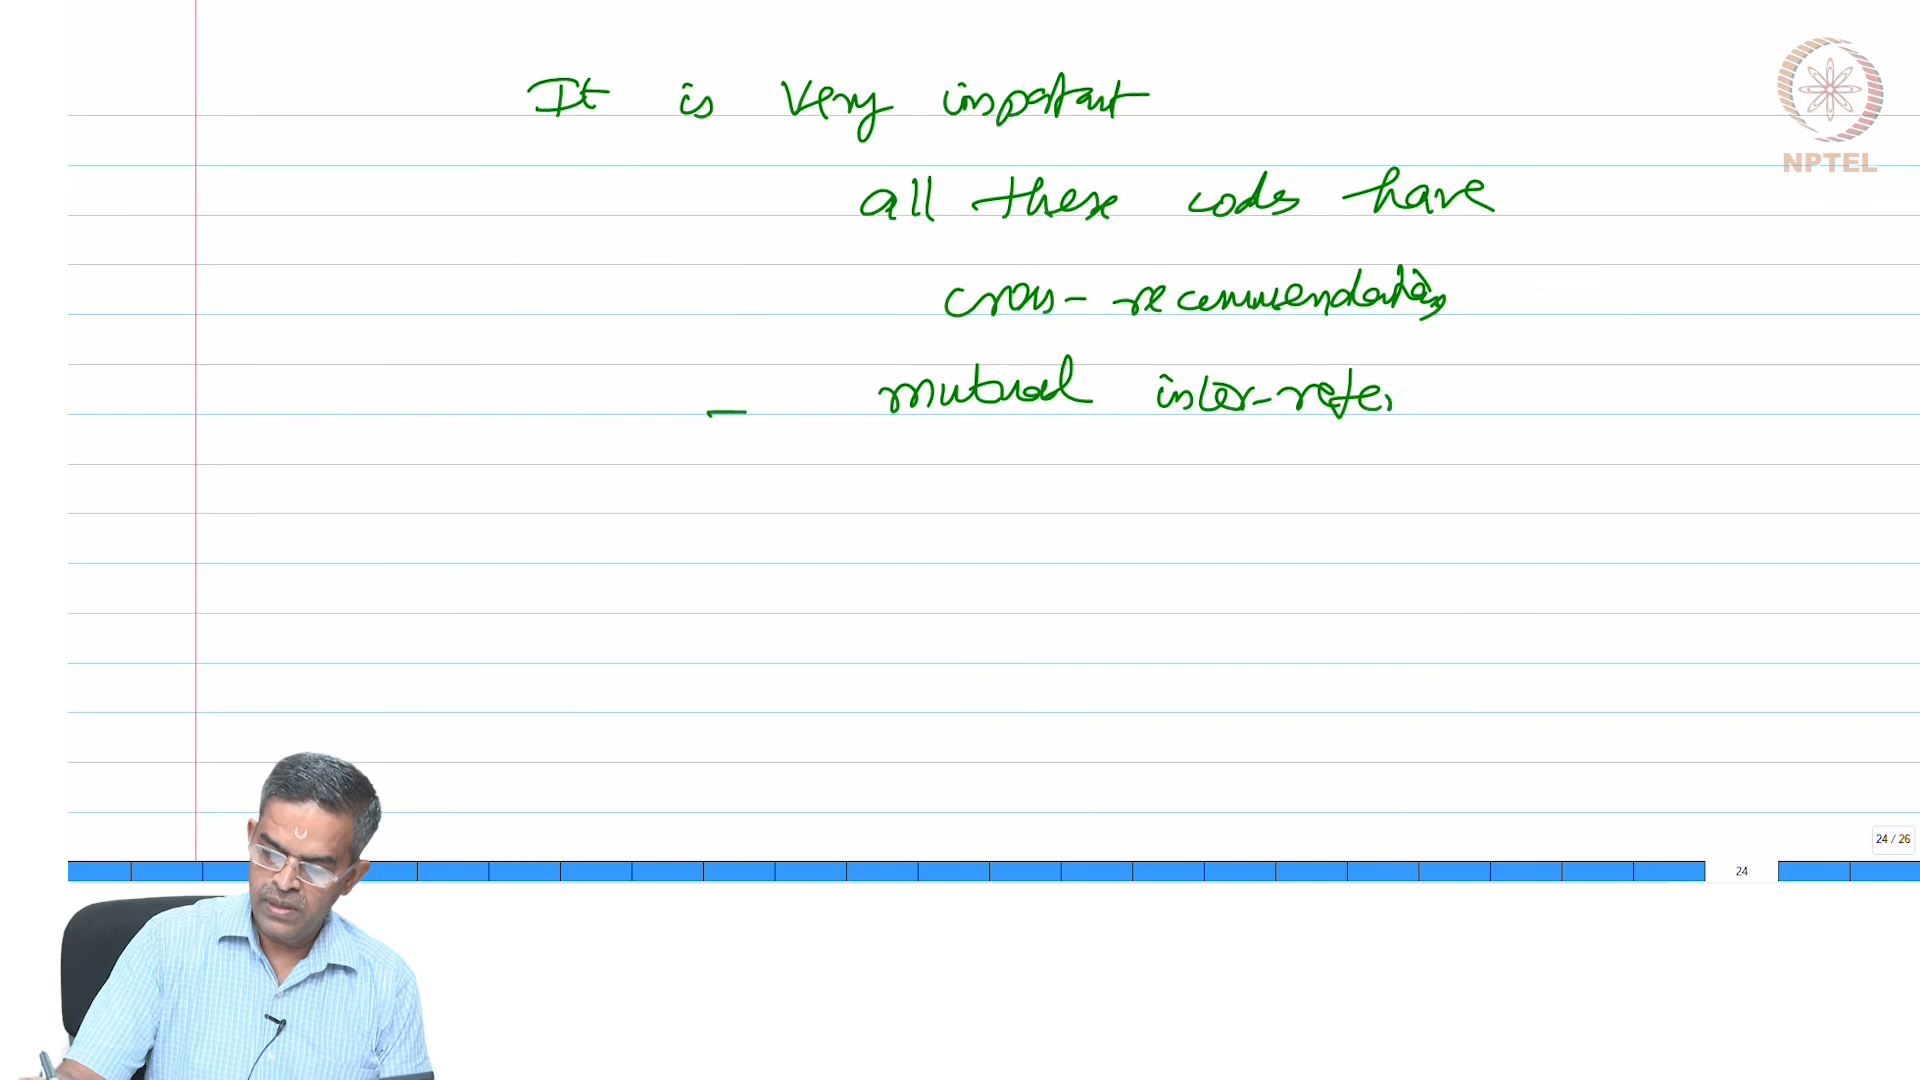 It is very important
NPTEL
all these codes have
cross-recommendations
- mutual inter-refer
24 / 26
24